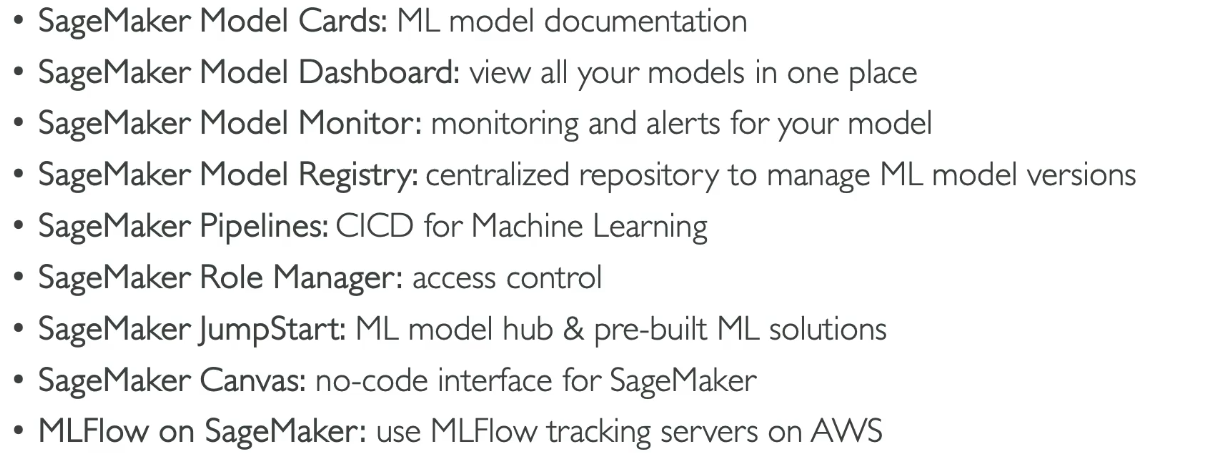 • SageMaker Model Cards: ML model documentation
• SageMaker Model Dashboard: view all your models in one place
• SageMaker Model Monitor: monitoring and alerts for your model
• SageMaker Model Registry: centralized repository to manage ML model versions
• SageMaker Pipelines: CICD for Machine Learning
• SageMaker Role Manager: access control
• SageMaker JumpStart: ML model hub & pre-built ML solutions
• SageMaker Canvas: no-code interface for SageMaker
• MLFlow on SageMaker: use MLFlow tracking servers on AWS